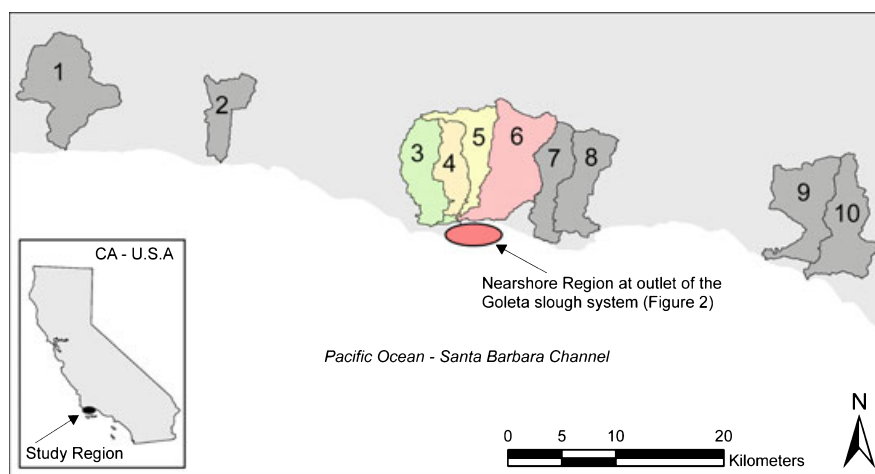 1
2
3
4
5
6
7
8
9
10
CA - U.S.A
Nearshore Region at outlet of the
Goleta slough system (Figure 2)
Pacific Ocean - Santa Barbara Channel
Study Region
N
0 5 10 20
Kilometers